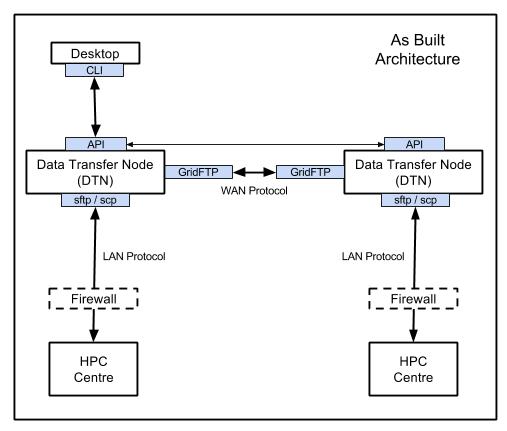 As Built
Architecture
Desktop
CLI
API
API
Data Transfer Node
(DTN)
Data Transfer Node
(DTN)
GridFTP
GridFTP
WAN Protocol
sftp / scp
sftp / scp
LAN Protocol
LAN Protocol
Firewall
Firewall
HPC
Centre
HPC
Centre